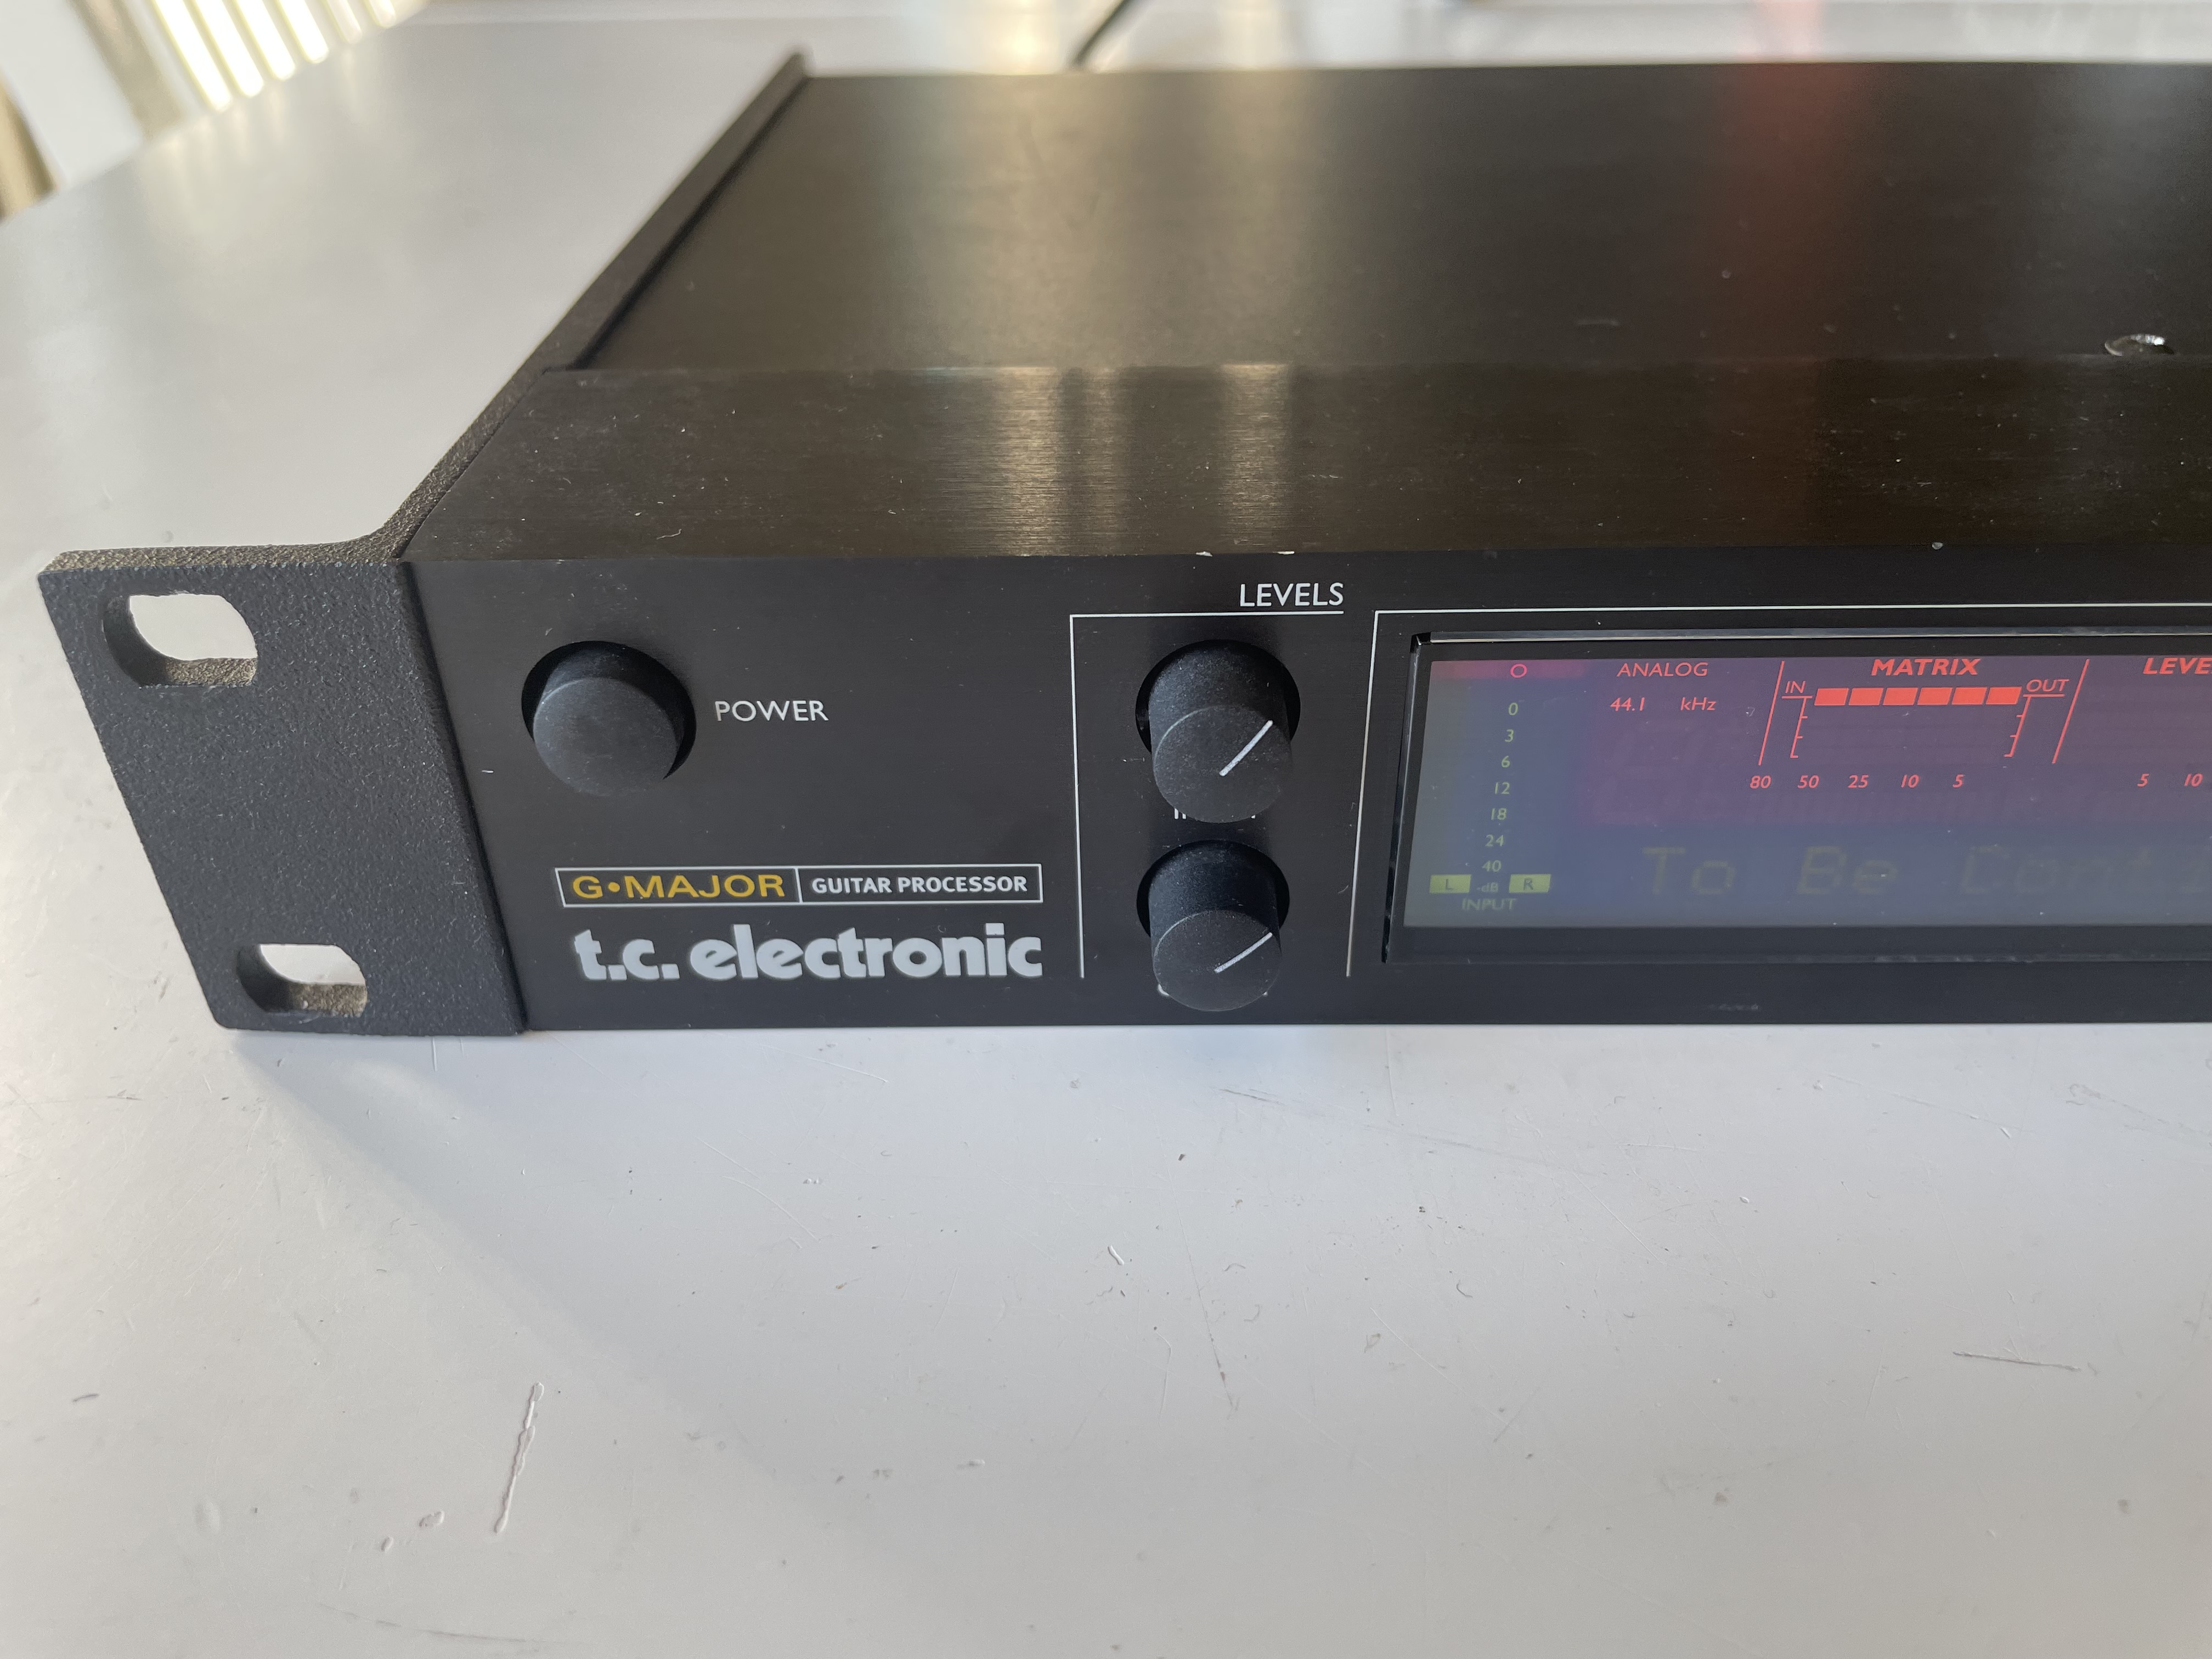 LEVELS
POWER
G•MAJOR GUITAR PROCESSOR
t.c. electronic
O
0
3
6
12
18
24
40
L -dB R
INPUT
ANALOG
44.1 kHz
MATRIX
IN OUT
80 50 25 10 5
5 10
To Be